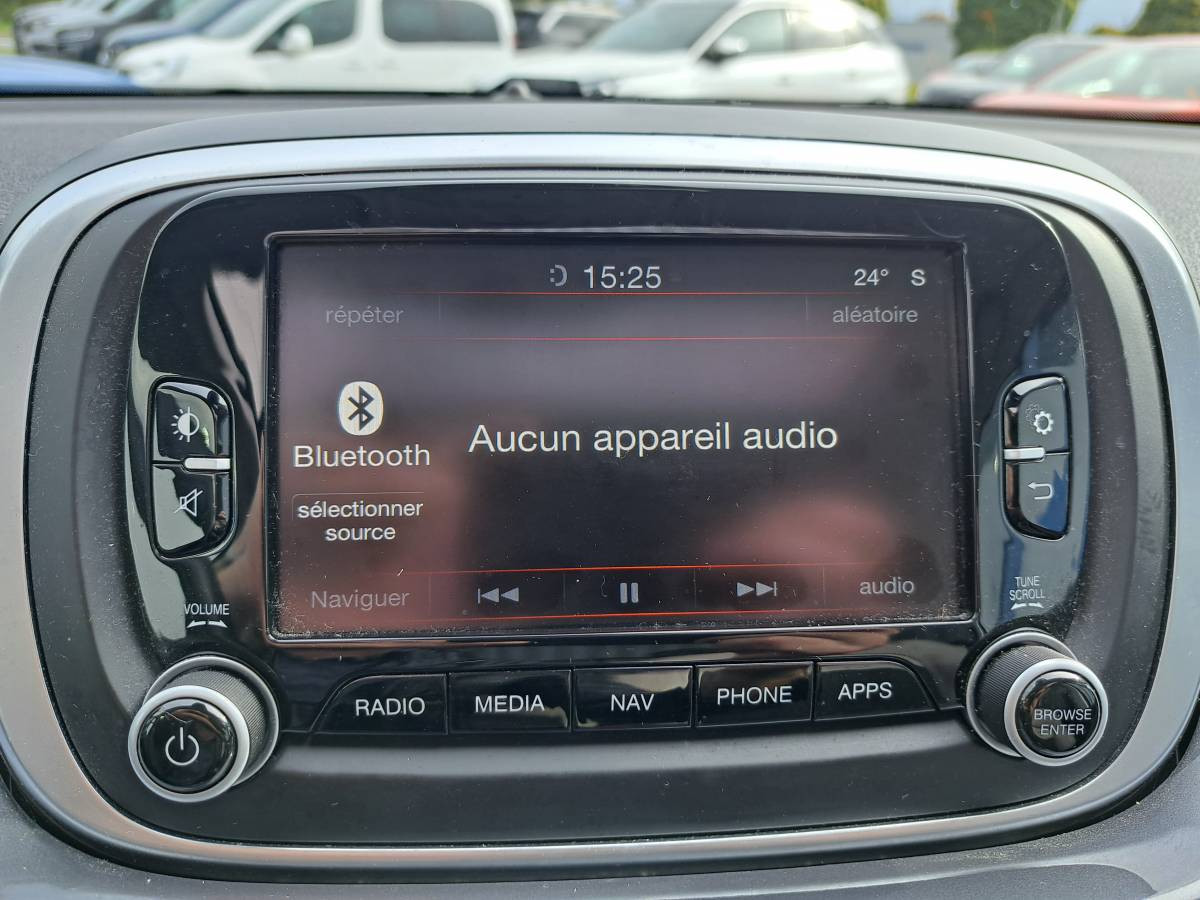 15:25
24° S
répéter
aléatoire
Bluetooth
Aucun appareil audio
sélectionner
source
Naviguer
audio
VOLUME
TUNE
SCROLL
RADIO
MEDIA
NAV
PHONE
APPS
BROWSE
ENTER